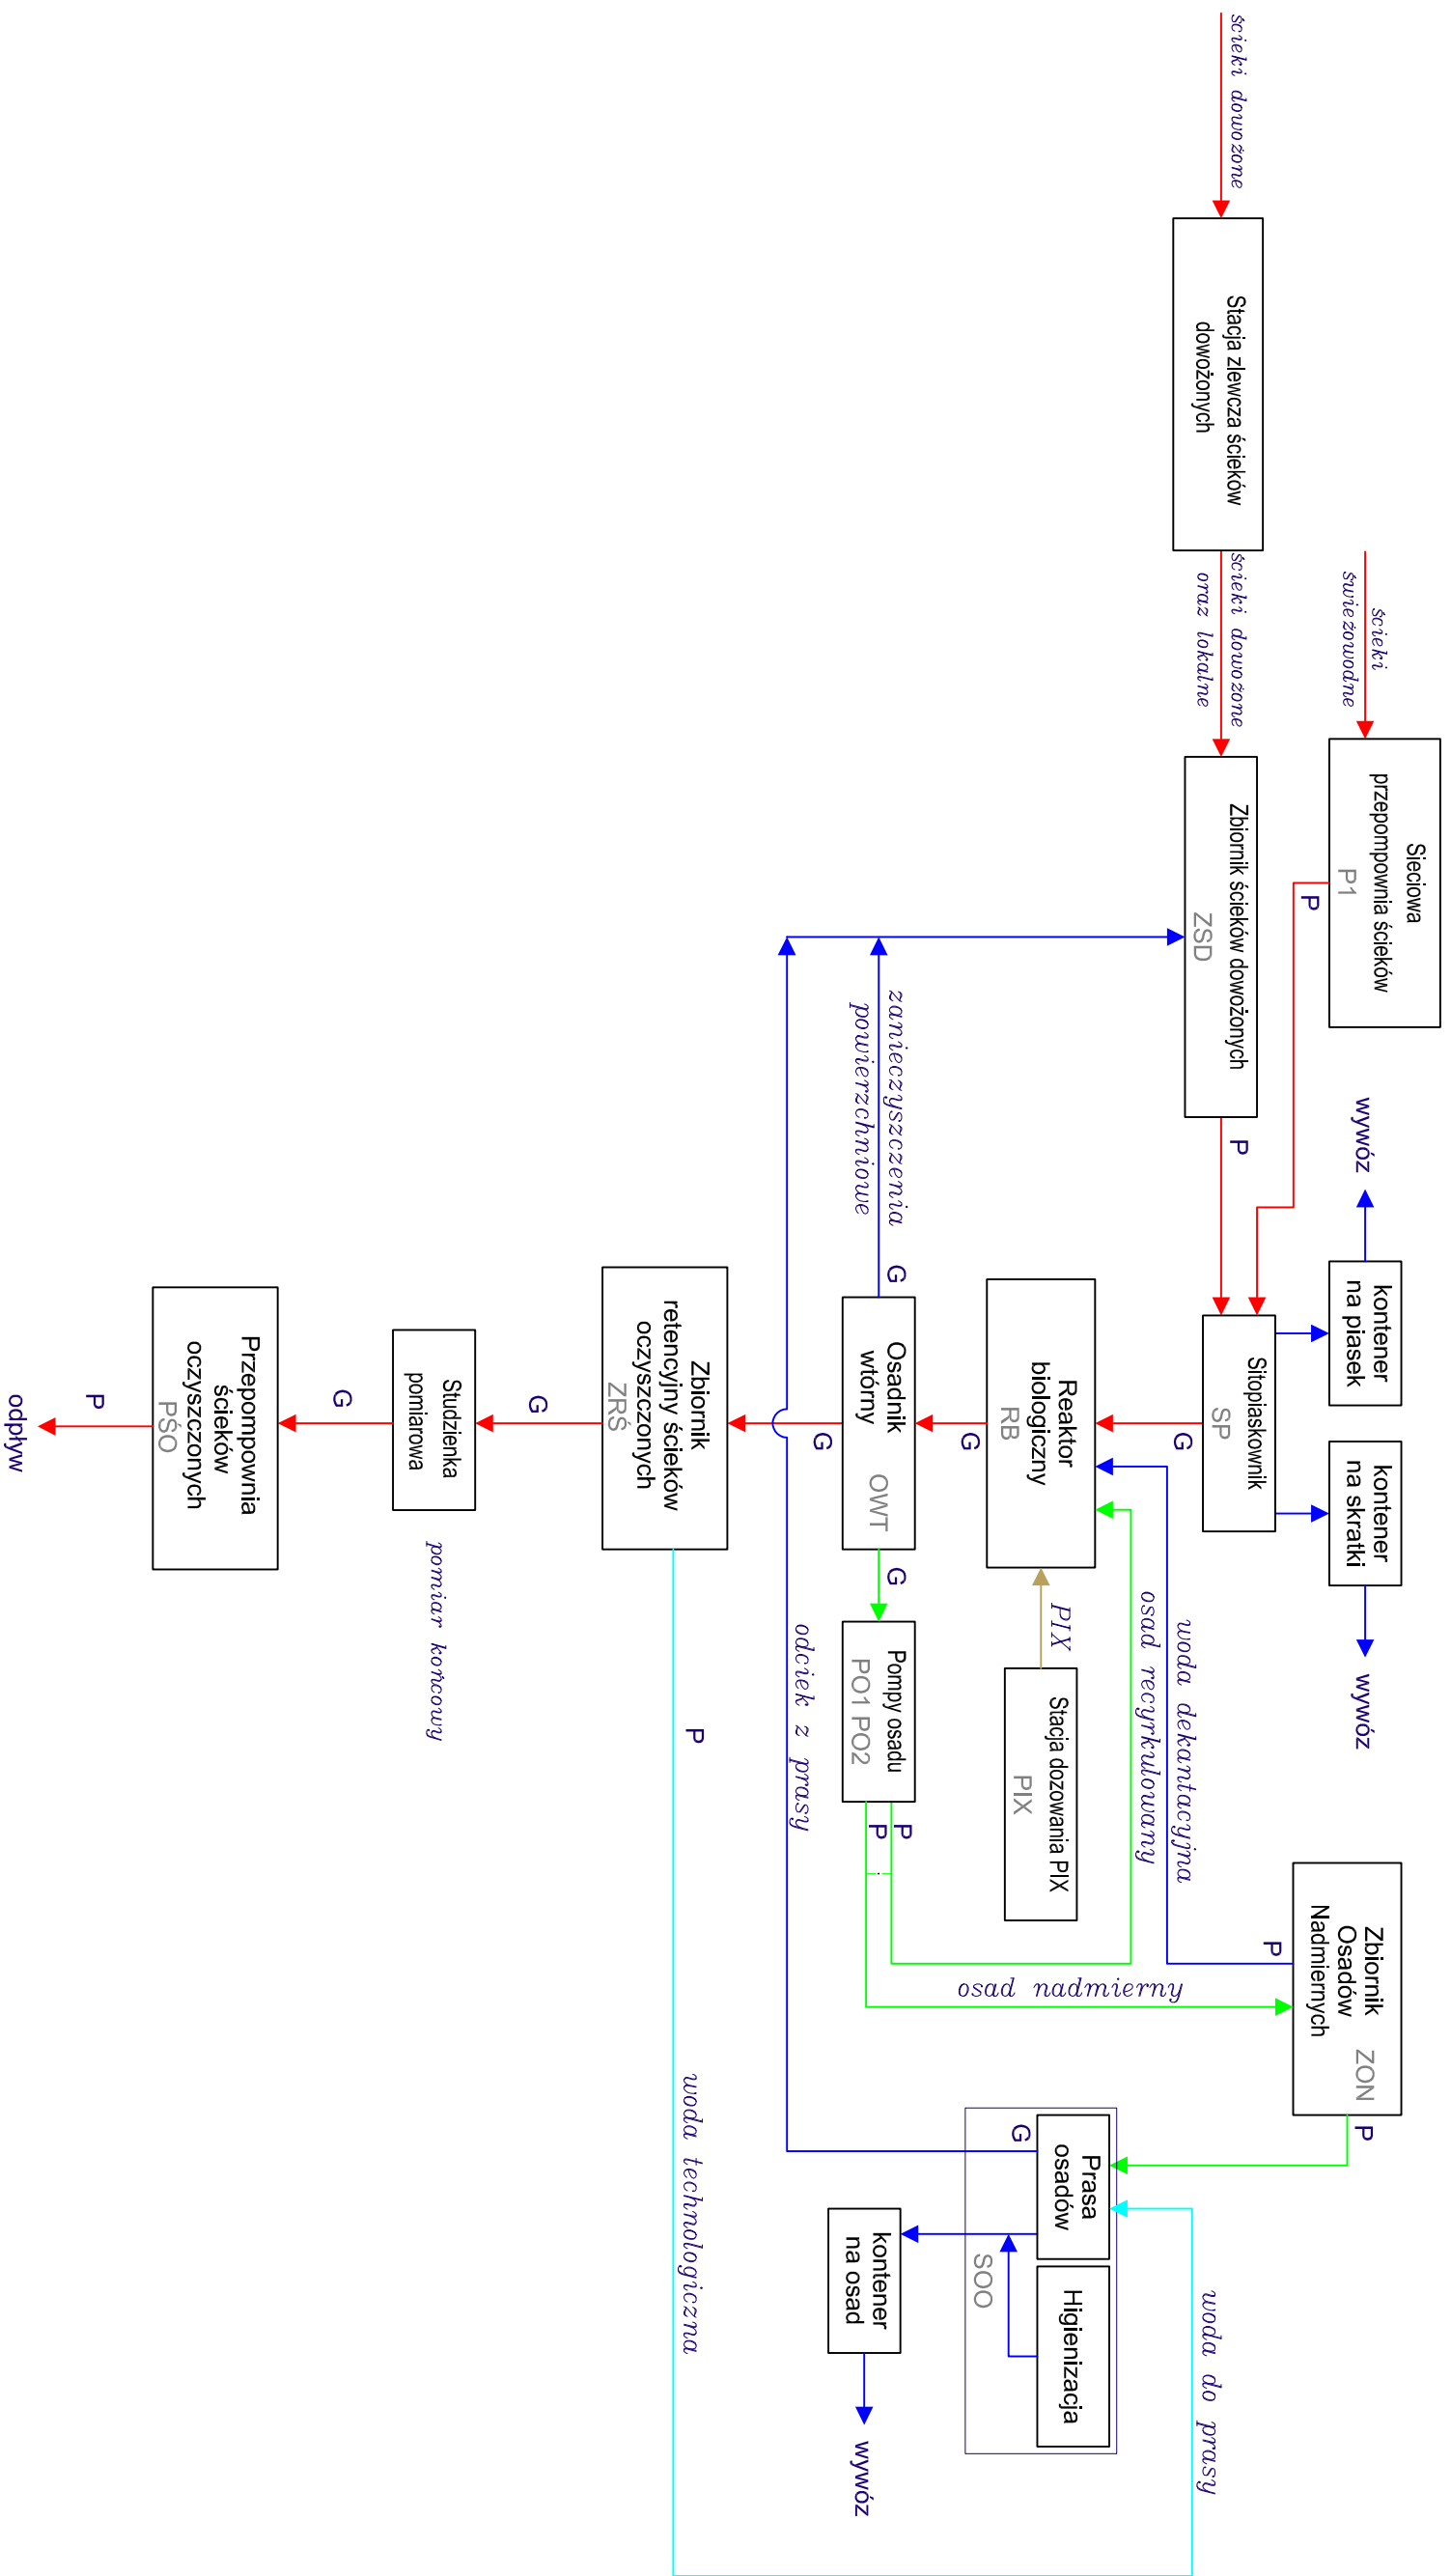 ścieki
świeżowodne
Sieciowa
przepompownia ścieków
P1
P
wywóz
kontener
na piasek
kontener
na skratki
wywóz
Zbiornik
Osadów
Nadmiernych
ZON
P
P
ścieki dowożone
Stacja zlewcza ścieków
dowożonych
ścieki dowożone
oraz lokalne
Zbiornik ścieków dowożonych
ZSD
P
Sitopiaskownik
SP
G
woda dekantacyjna
osad recyrkulowany
osad nadmierny
woda do prasy
Reaktor
biologiczny
RB
G
PIX
Stacja dozowania PIX
PIX
Prasa
osadów
G
Higienizacja
SOO
zanieczyszczenia
powierzchniowe
G
Osadnik
wtórny
OWT
G
G
Pompy osadu
PO1 PO2
P
P
kontener
na osad
wywóz
odciek z prasy
Zbiornik
retencyjny ścieków
oczyszczonych
ZRŚ
P
woda technologiczna
G
Studzienka
pomiarowa
pomiar końcowy
G
Przepompownia
ścieków
oczyszczonych
PŚO
P
odpływ